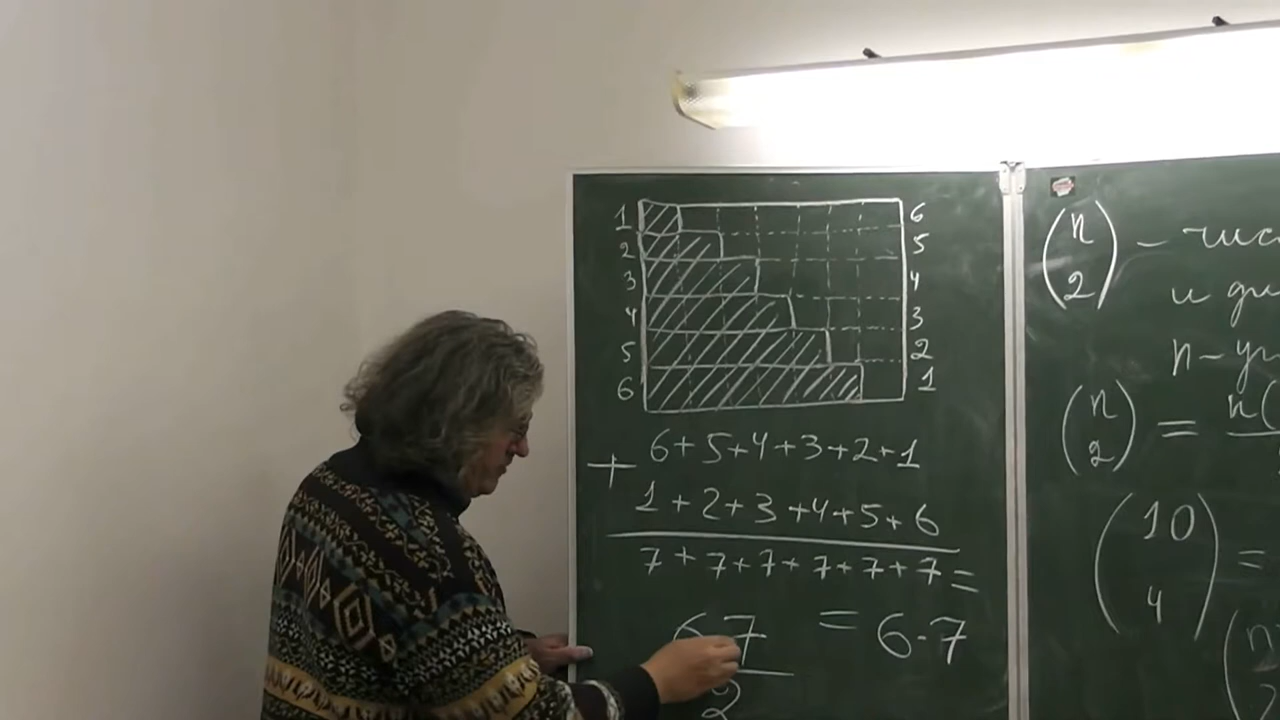 1 6
2 5
3 4
4 3
5 2
6 1
6+5+4+3+2+1
+
1+2+3+4+5+6
7+7+7+7+7+7=
6 7 = 6·7
2
(n 2) –
и
n-
(n 2) = n(
(10 4) =